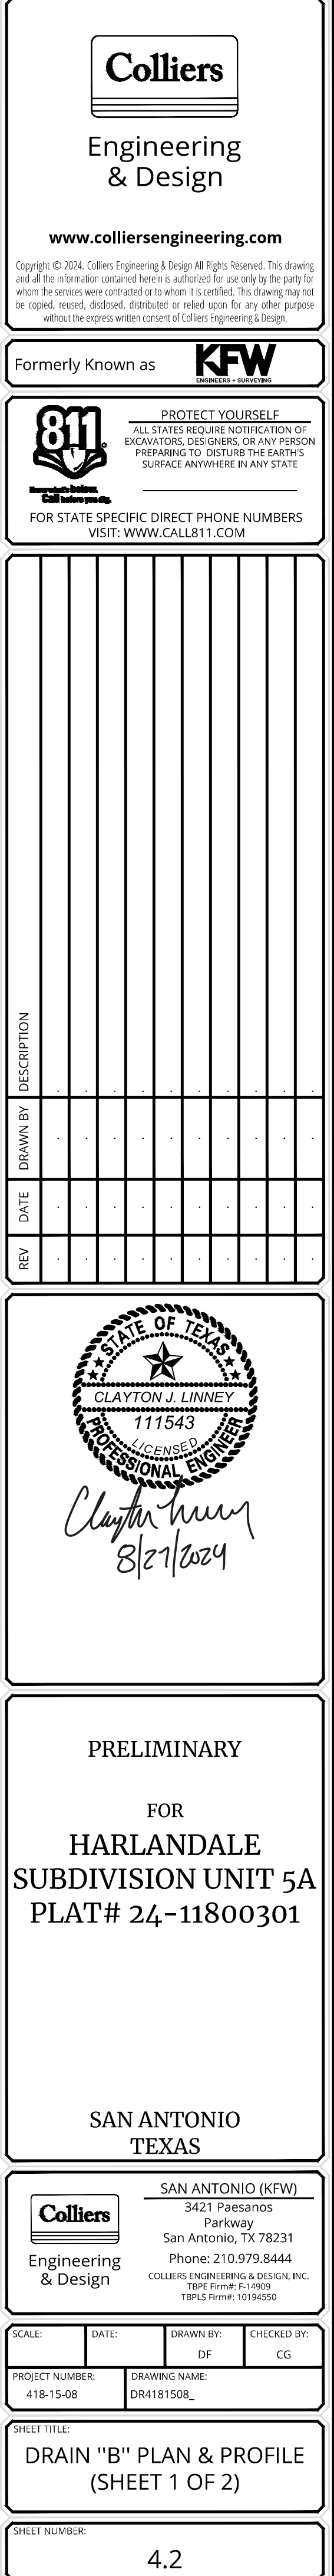 Colliers
Engineering
& Design
www.colliersengineering.com
Copyright © 2024. Colliers Engineering & Design All Rights Reserved. This drawing
and all the information contained herein is authorized for use only by the party for
whom the services were contracted or to whom it is certified. This drawing may not
be copied, reused, disclosed, distributed or relied upon for any other purpose
without the express written consent of Colliers Engineering & Design.
Formerly Known as
KFW
ENGINEERS + SURVEYING
811
Know what's below.
Call before you dig.
PROTECT YOURSELF
ALL STATES REQUIRE NOTIFICATION OF
EXCAVATORS, DESIGNERS, OR ANY PERSON
PREPARING TO DISTURB THE EARTH'S
SURFACE ANYWHERE IN ANY STATE
FOR STATE SPECIFIC DIRECT PHONE NUMBERS
VISIT: WWW.CALL811.COM
REV DATE DRAWN BY DESCRIPTION
STATE OF TEXAS
CLAYTON J. LINNEY
111543
LICENSED
PROFESSIONAL ENGINEER
8/27/2024
PRELIMINARY
FOR
HARLANDALE
SUBDIVISION UNIT 5A
PLAT# 24-11800301
SAN ANTONIO
TEXAS
Colliers
Engineering
& Design
SAN ANTONIO (KFW)
3421 Paesanos
Parkway
San Antonio, TX 78231
Phone: 210.979.8444
COLLIERS ENGINEERING & DESIGN, INC.
TBPE Firm#: F-14909
TBPLS Firm#: 10194550
SCALE: DATE: DRAWN BY: CHECKED BY:
DF CG
PROJECT NUMBER: DRAWING NAME:
418-15-08 DR4181508_
SHEET TITLE:
DRAIN "B" PLAN & PROFILE
(SHEET 1 OF 2)
SHEET NUMBER:
4.2